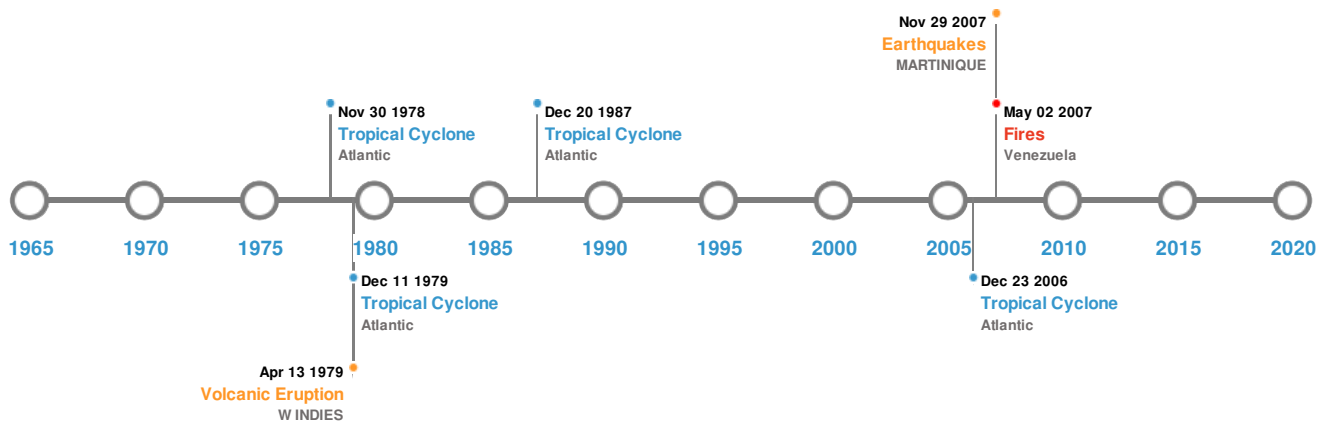 Nov 29 2007
Earthquakes
MARTINIQUE
Nov 30 1978
Tropical Cyclone
Atlantic
Dec 20 1987
Tropical Cyclone
Atlantic
May 02 2007
Fires
Venezuela
1965 1970 1975 1980 1985 1990 1995 2000 2005 2010 2015 2020
Dec 11 1979
Tropical Cyclone
Atlantic
Dec 23 2006
Tropical Cyclone
Atlantic
Apr 13 1979
Volcanic Eruption
W INDIES